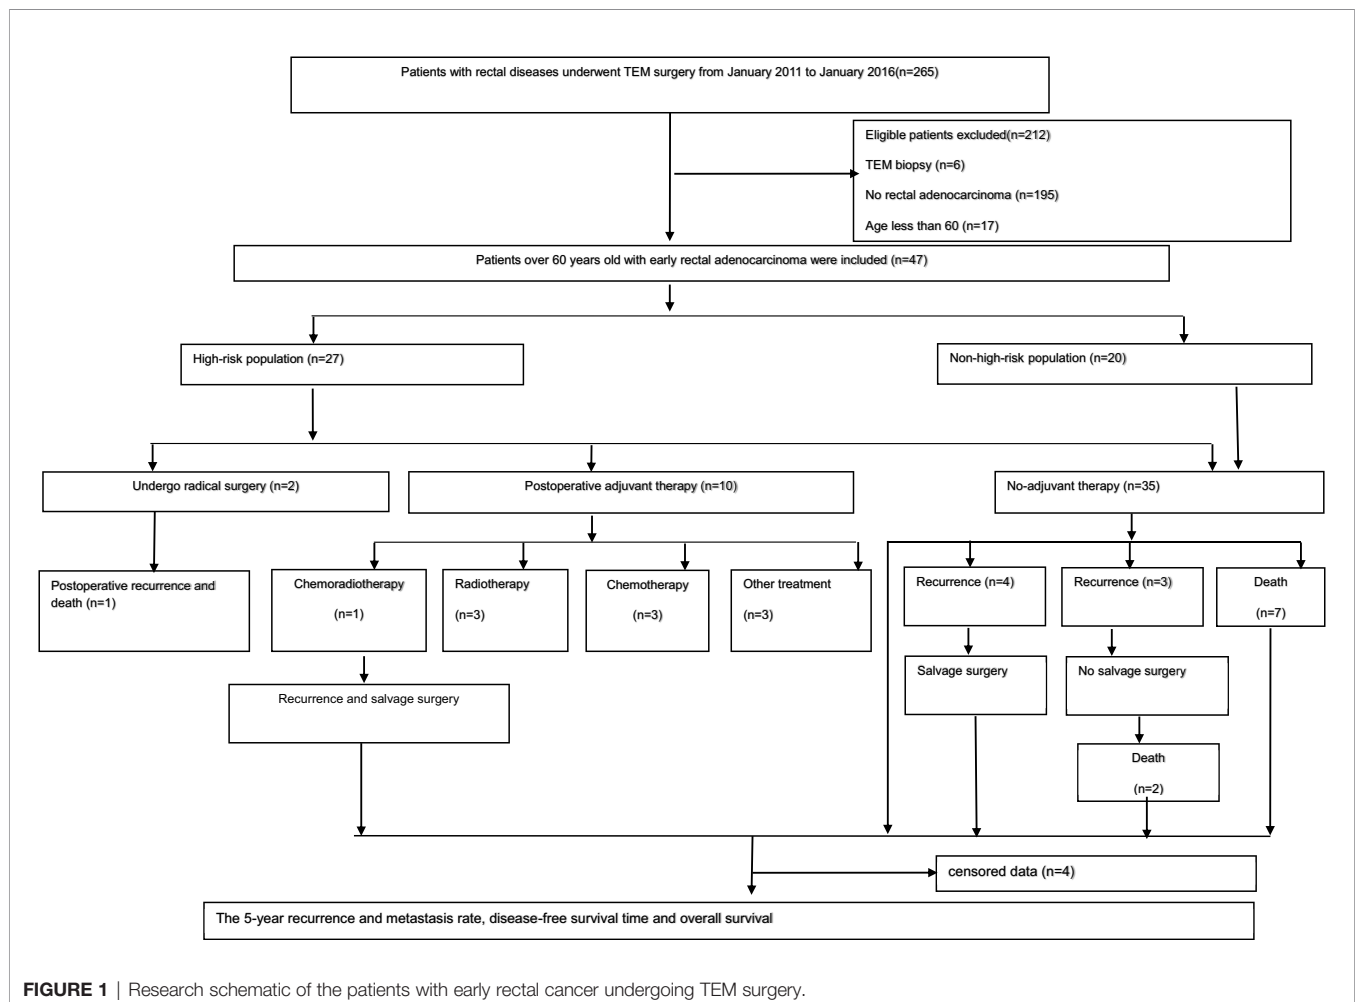 Patients with rectal diseases underwent TEM surgery from January 2011 to January 2016(n=265)
Eligible patients excluded(n=212)
TEM biopsy (n=6)
No rectal adenocarcinoma (n=195)
Age less than 60 (n=17)
Patients over 60 years old with early rectal adenocarcinoma were included (n=47)
High-risk population (n=27)
Non-high-risk population (n=20)
Undergo radical surgery (n=2)
Postoperative adjuvant therapy (n=10)
No-adjuvant therapy (n=35)
Postoperative recurrence and
death (n=1)
Chemoradiotherapy
(n=1)
Radiotherapy
(n=3)
Chemotherapy
(n=3)
Other treatment
(n=3)
Recurrence (n=4)
Recurrence (n=3)
Death
(n=7)
Salvage surgery
No salvage surgery
Recurrence and salvage surgery
Death
(n=2)
censored data (n=4)
The 5-year recurrence and metastasis rate, disease-free survival time and overall survival
FIGURE 1 | Research schematic of the patients with early rectal cancer undergoing TEM surgery.